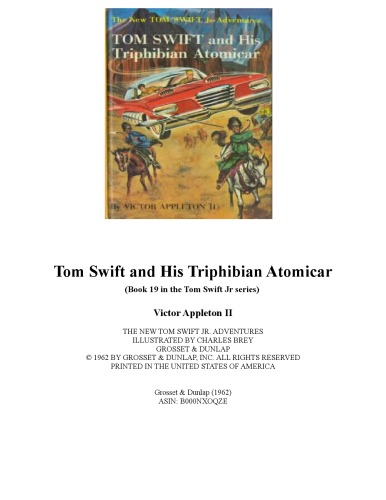 The New TOM SWIFT Jr. Adventures
TOM SWIFT and His
Triphibian Atomicar
By VICTOR APPLETON II
Tom Swift and His Triphibian Atomicar
(Book 19 in the Tom Swift Jr series)
Victor Appleton II
THE NEW TOM SWIFT JR. ADVENTURES
ILLUSTRATED BY CHARLES BREY
GROSSET & DUNLAP
© 1962 BY GROSSET & DUNLAP, INC. ALL RIGHTS RESERVED
PRINTED IN THE UNITED STATES OF AMERICA
Grosset & Dunlap (1962)
ASIN: B000NXOQZE